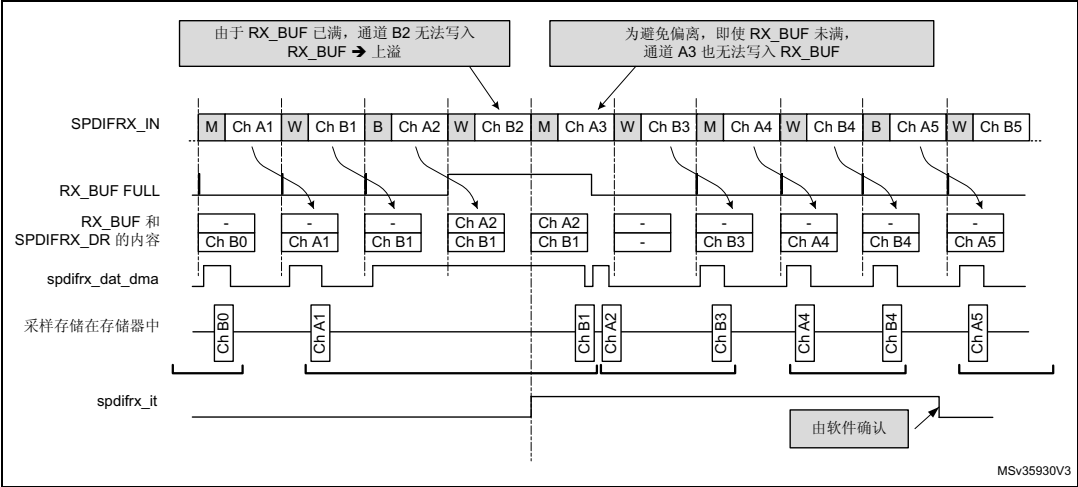 由于 RX_BUF 已满，通道 B2 无法写入
RX_BUF ➔ 上溢
为避免偏离，即使 RX_BUF 未满，
通道 A3 也无法写入 RX_BUF
SPDIFRX_IN
M Ch A1 W Ch B1 B Ch A2 W Ch B2 M Ch A3 W Ch B3 M Ch A4 W Ch B4 B Ch A5 W Ch B5
RX_BUF FULL
RX_BUF 和
SPDIFRX_DR 的内容
- - - Ch A2 Ch A2 - - - - -
Ch B0 Ch A1 Ch B1 Ch B1 Ch B1 - Ch B3 Ch A4 Ch B4 Ch A5
spdifrx_dat_dma
采样存储在存储器中
Ch B0 Ch A1 Ch B1 Ch A2 Ch B3 Ch A4 Ch B4 Ch A5
spdifrx_it
由软件确认
MSv35930V3